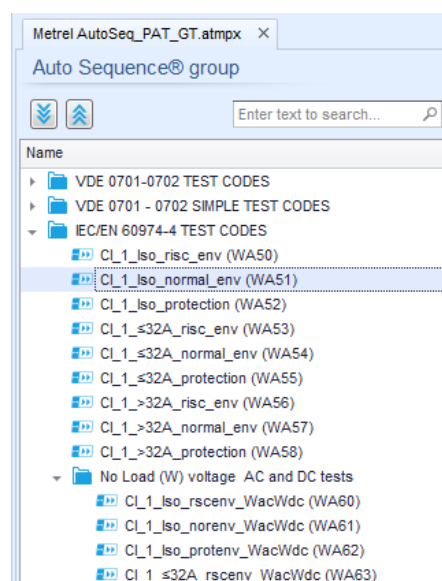 Metrel AutoSeq_PAT_GT.atmpx ×
Auto Sequence® group
Enter text to search...
Name
VDE 0701-0702 TEST CODES
VDE 0701 - 0702 SIMPLE TEST CODES
IEC/EN 60974-4 TEST CODES
Cl_1_Iso_risc_env (WA50)
Cl_1_Iso_normal_env (WA51)
Cl_1_Iso_protection (WA52)
Cl_1_≤32A_risc_env (WA53)
Cl_1_≤32A_normal_env (WA54)
Cl_1_≤32A_protection (WA55)
Cl_1_>32A_risc_env (WA56)
Cl_1_>32A_normal_env (WA57)
Cl_1_>32A_protection (WA58)
No Load (W) voltage AC and DC tests
Cl_1_Iso_rscenv_WacWdc (WA60)
Cl_1_Iso_norenv_WacWdc (WA61)
Cl_1_Iso_protenv_WacWdc (WA62)
Cl_1_≤32A_rscenv_WacWdc (WA63)